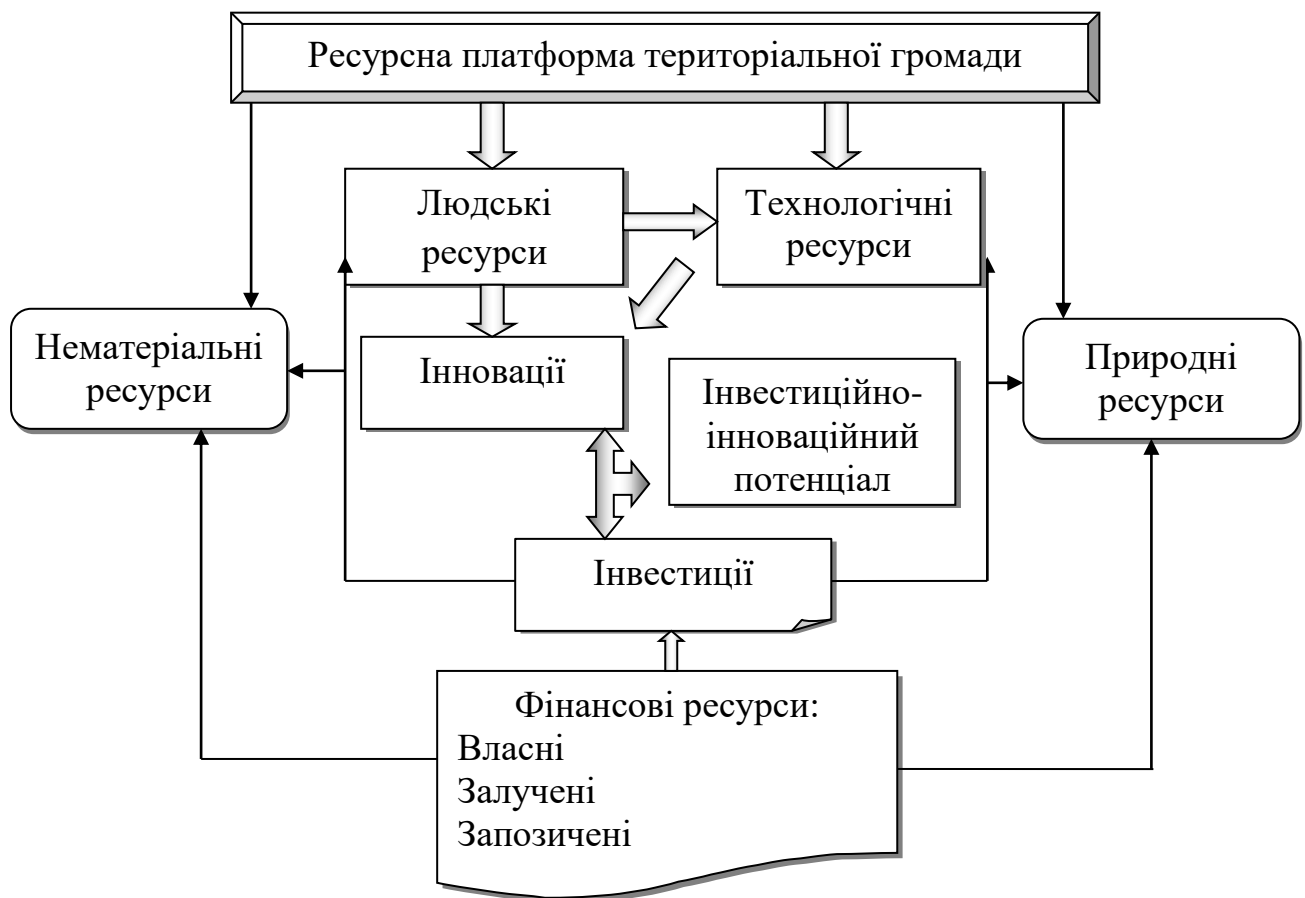 Ресурсна платформа територіальної громади
Людські
ресурси
Технологічні
ресурси
Нематеріальні
ресурси
Інновації
Інвестиційно-
інноваційний
потенціал
Природні
ресурси
Інвестиції
Фінансові ресурси:
Власні
Залучені
Запозичені